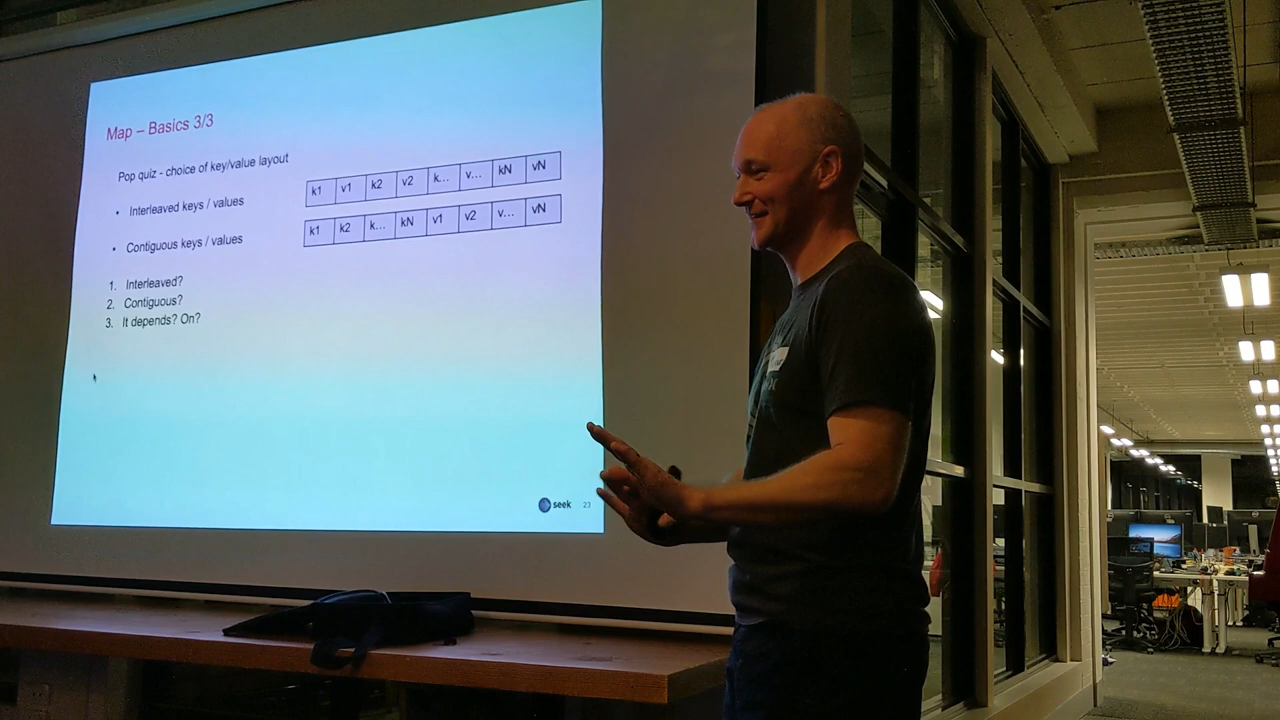 Map – Basics 3/3
Pop quiz - choice of key/value layout
• Interleaved keys / values
k1 v1 k2 v2 k... v... kN vN
• Contiguous keys / values
k1 k2 k... kN v1 v2 v... vN
1. Interleaved?
2. Contiguous?
3. It depends? On?
seek 23